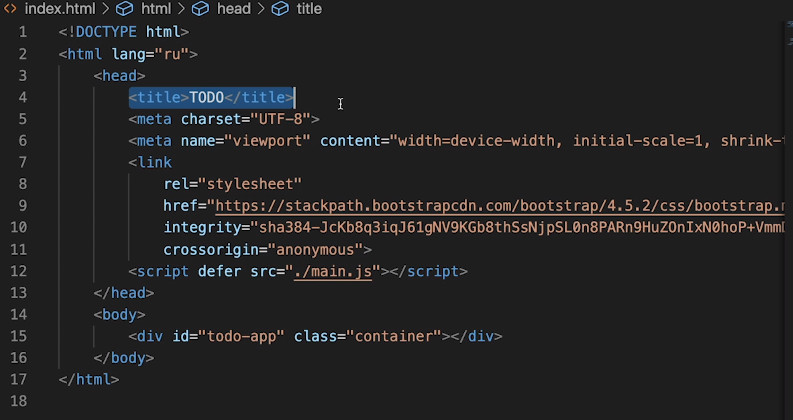 index.html > html > head > title
1 <!DOCTYPE html>
2 <html lang="ru">
3 <head>
4 <title>TODO</title>
5 <meta charset="UTF-8">
6 <meta name="viewport" content="width=device-width, initial-scale=1, shrink-
7 <link
8 rel="stylesheet"
9 href="https://stackpath.bootstrapcdn.com/bootstrap/4.5.2/css/bootstrap.
10 integrity="sha384-JcKb8q3iqJ61gNV9KGb8thSsNjpSL0n8PARn9HuZOnIxN0hoP+Vmm
11 crossorigin="anonymous">
12 <script defer src="./main.js"></script>
13 </head>
14 <body>
15 <div id="todo-app" class="container"></div>
16 </body>
17 </html>
18